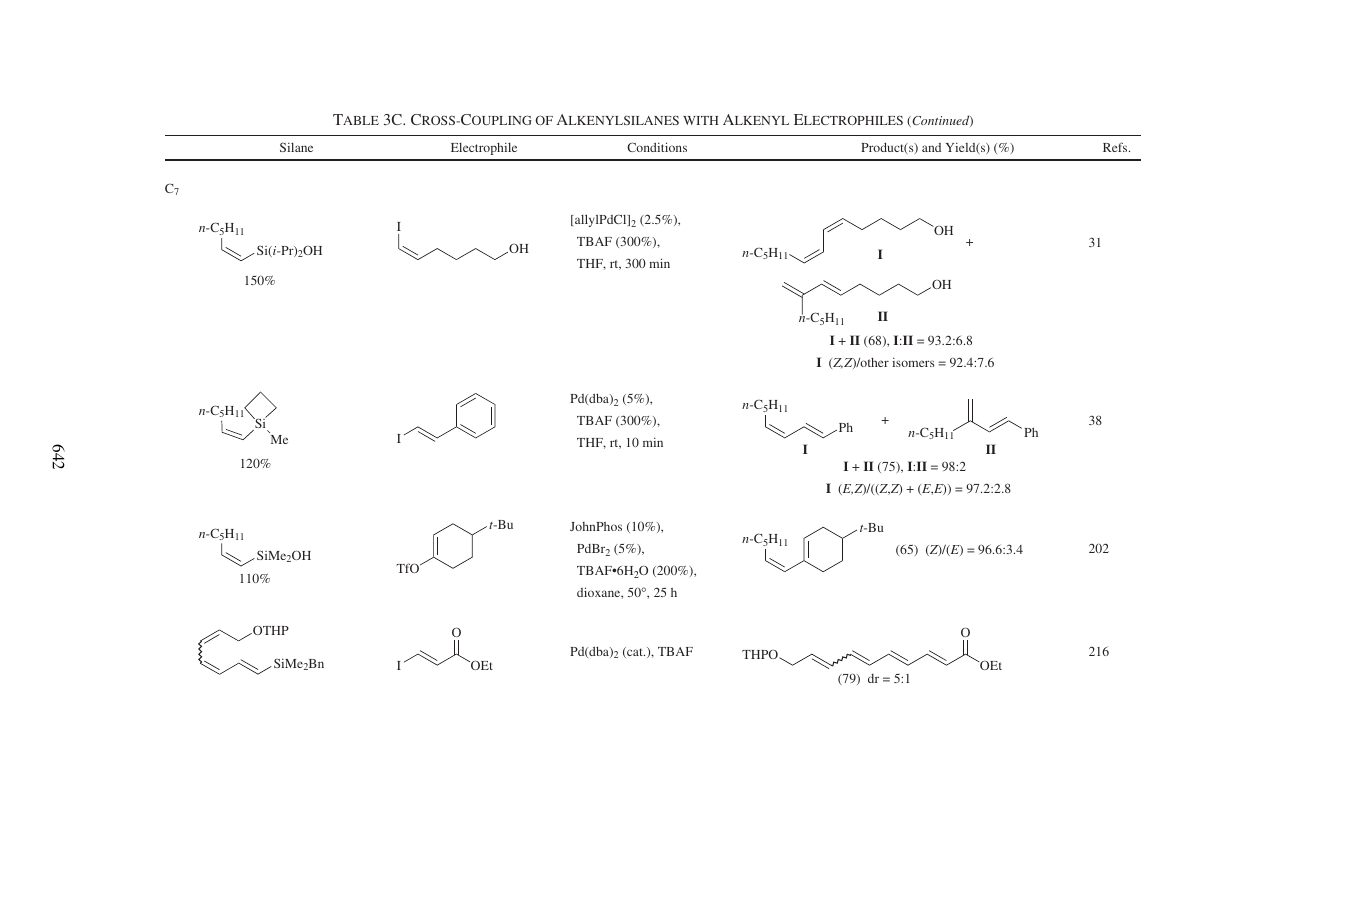 TABLE 3C. CROSS-COUPLING OF ALKENYLSILANES WITH ALKENYL ELECTROPHILES (Continued)
Silane Electrophile Conditions Product(s) and Yield(s) (%) Refs.
C7
n-C5H11
Si(i-Pr)2OH
150%
I
OH
[allylPdCl]2 (2.5%),
TBAF (300%),
THF, rt, 300 min
OH
n-C5H11
I
+
OH
n-C5H11
II
I + II (68), I:II = 93.2:6.8
I (Z,Z)/other isomers = 92.4:7.6
31
n-C5H11
Si
Me
120%
I
Pd(dba)2 (5%),
TBAF (300%),
THF, rt, 10 min
n-C5H11
Ph
I
+
n-C5H11
Ph
II
I + II (75), I:II = 98:2
I (E,Z)/((Z,Z) + (E,E)) = 97.2:2.8
38
n-C5H11
SiMe2OH
110%
t-Bu
TfO
JohnPhos (10%),
PdBr2 (5%),
TBAF•6H2O (200%),
dioxane, 50°, 25 h
n-C5H11
t-Bu
(65) (Z)/(E) = 96.6:3.4
202
OTHP
SiMe2Bn
I
O
OEt
Pd(dba)2 (cat.), TBAF
THPO
O
OEt
(79) dr = 5:1
216
642